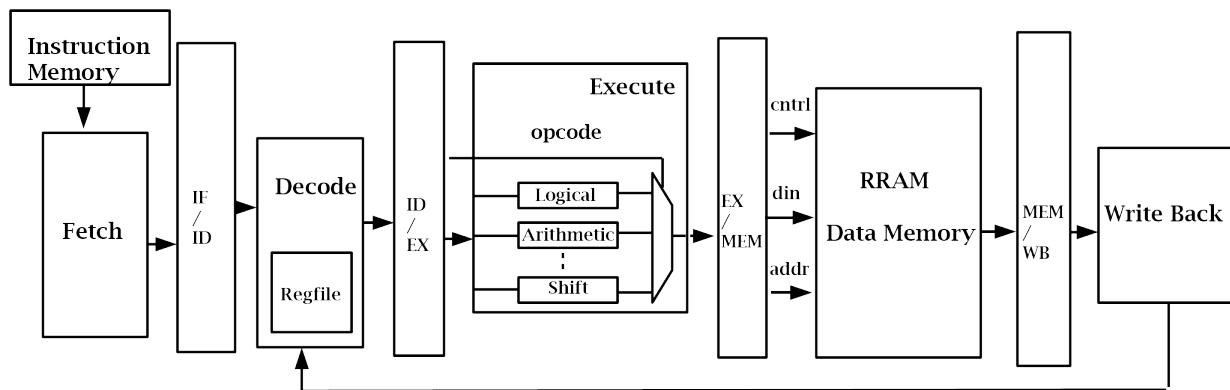 Instruction
Memory
Fetch
IF
/
ID
Decode
Regfile
ID
/
EX
Execute
opcode
Logical
Arithmetic
Shift
EX
/
MEM
cntrl
din
addr
RRAM
Data Memory
MEM
/
WB
Write Back